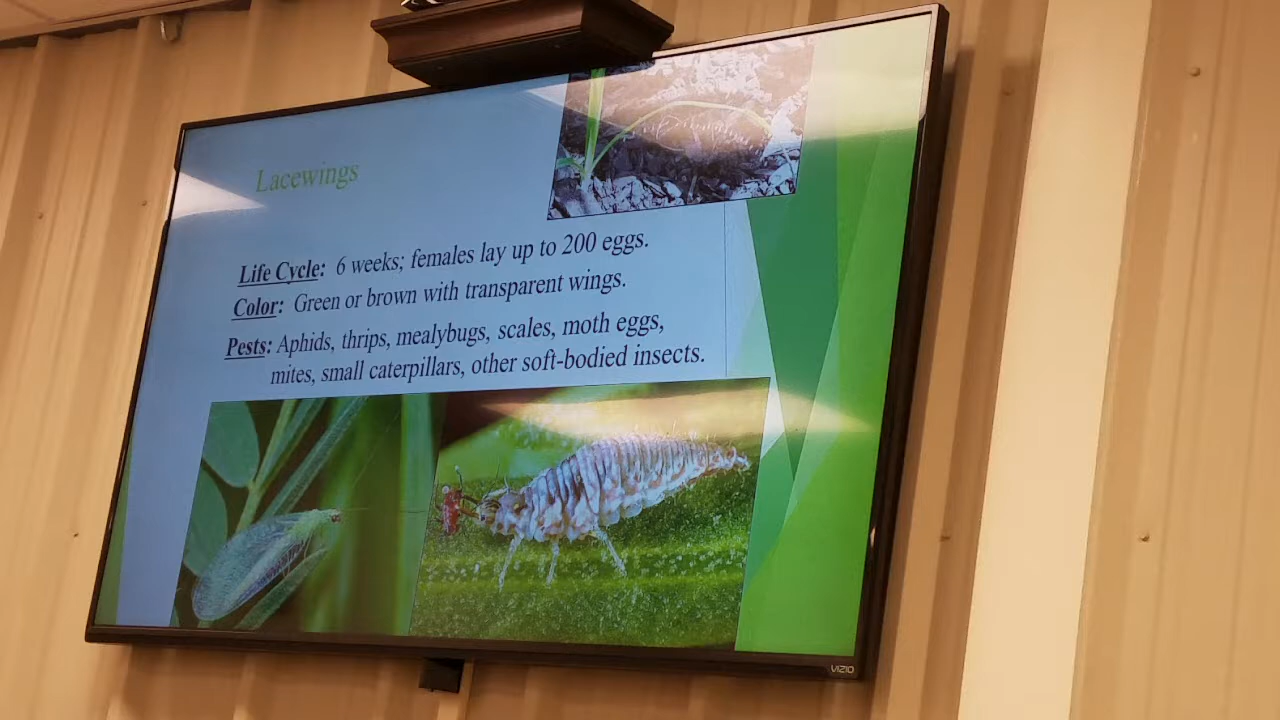 Lacewings
Life Cycle: 6 weeks; females lay up to 200 eggs.
Color: Green or brown with transparent wings.
Pests: Aphids, thrips, mealybugs, scales, moth eggs,
mites, small caterpillars, other soft-bodied insects.
VIZIO